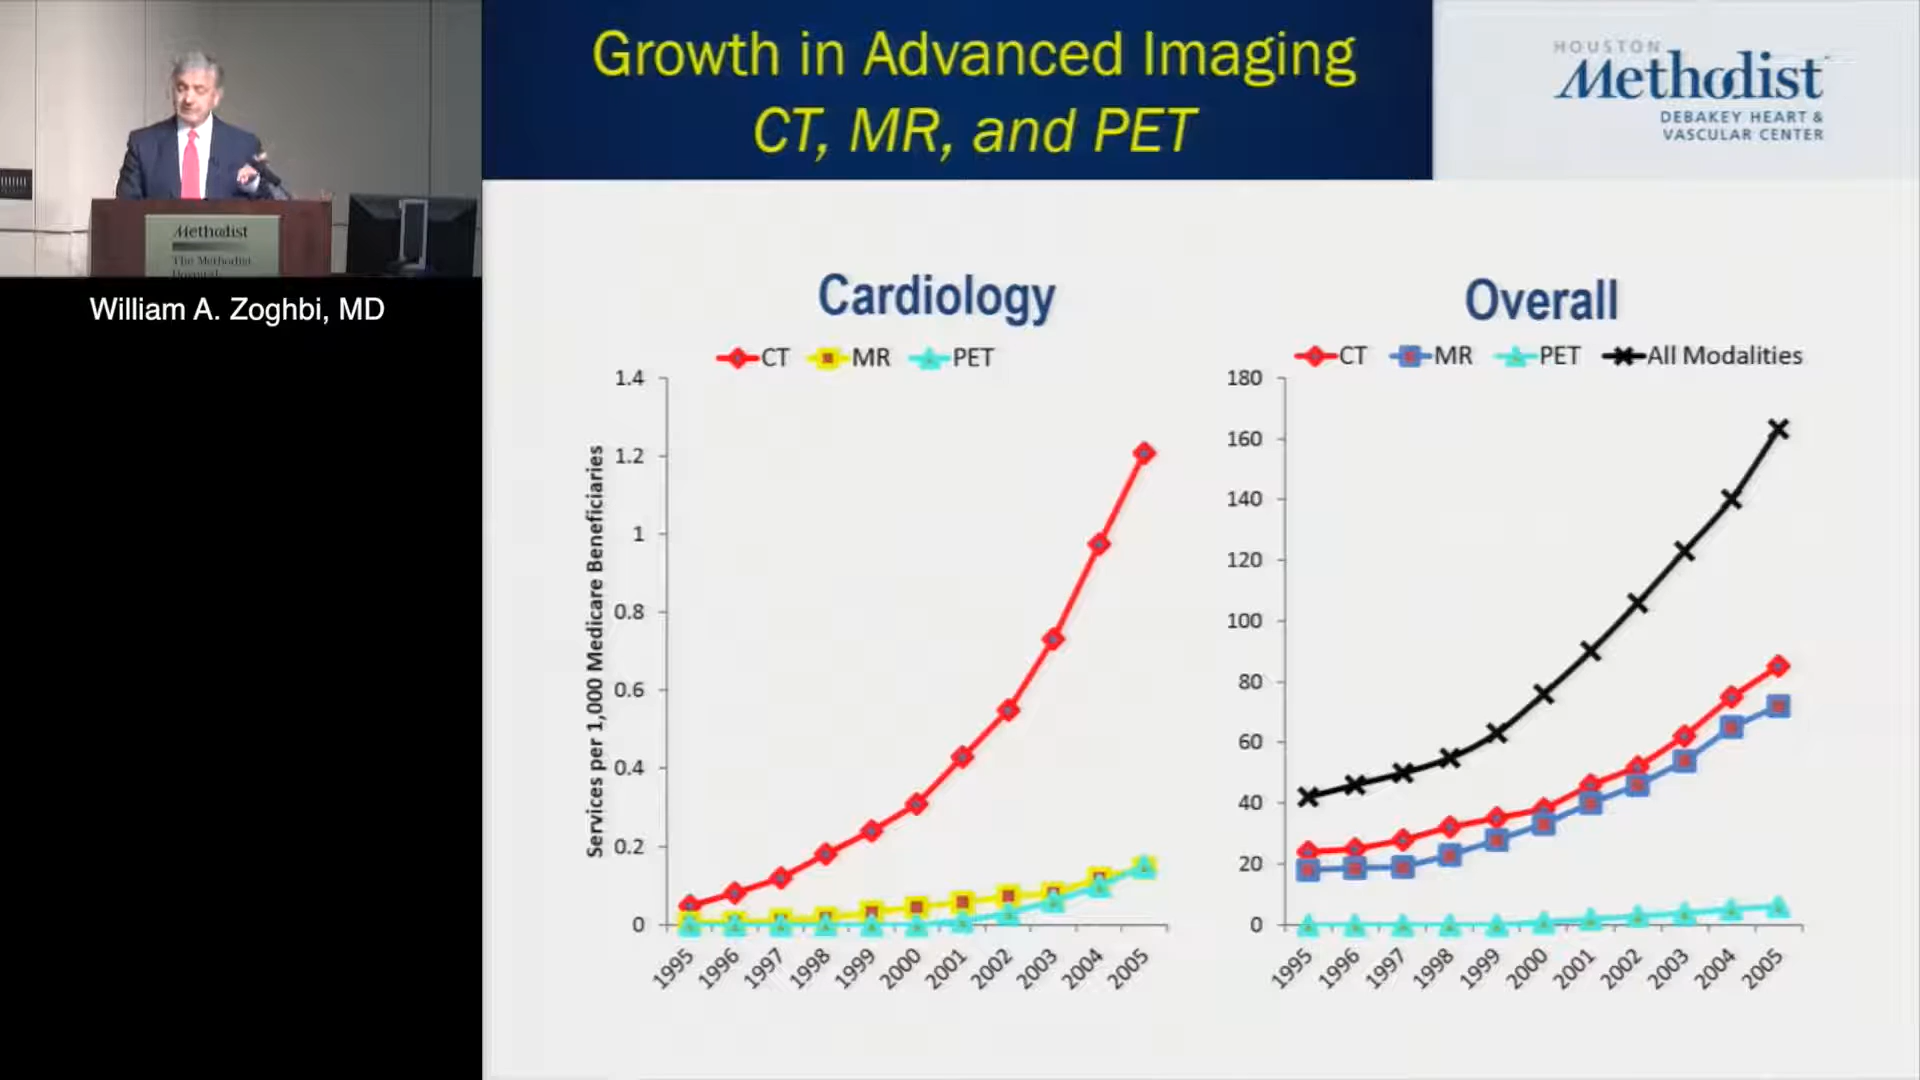 Growth in Advanced Imaging
CT, MR, and PET
HOUSTON
Methodist
DEBAKEY HEART &
VASCULAR CENTER
Methodist
The Methodist
Hospital
William A. Zoghbi, MD
Cardiology
CT MR PET
Services per 1,000 Medicare Beneficiaries
1.4
1.2
1
0.8
0.6
0.4
0.2
0
1995 1996 1997 1998 1999 2000 2001 2002 2003 2004 2005
Overall
CT MR PET All Modalities
180
160
140
120
100
80
60
40
20
0
1995 1996 1997 1998 1999 2000 2001 2002 2003 2004 2005